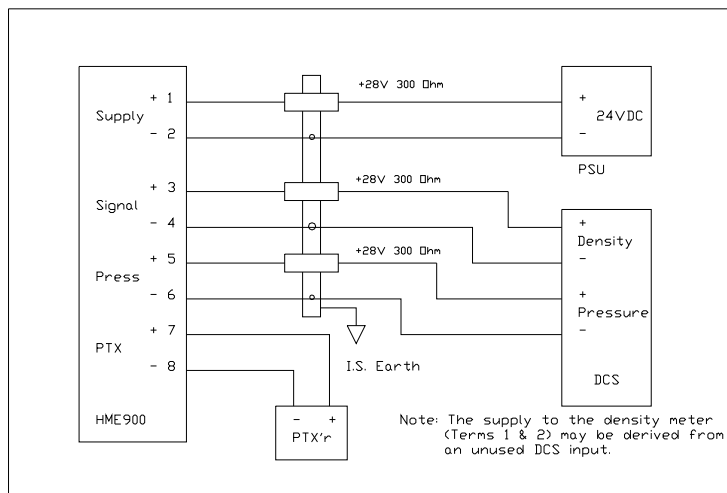 +28V 300 Ohm
Supply
+ 1
- 2
+
24VDC
-
PSU
Signal
+ 3
- 4
+28V 300 Ohm
+
Density
-
Press
+ 5
- 6
+28V 300 Ohm
+
Pressure
-
PTX
+ 7
- 8
I.S. Earth
DCS
HME900
- +
PTX'r
Note: The supply to the density meter
(Terms 1 & 2) may be derived from
an unused DCS input.